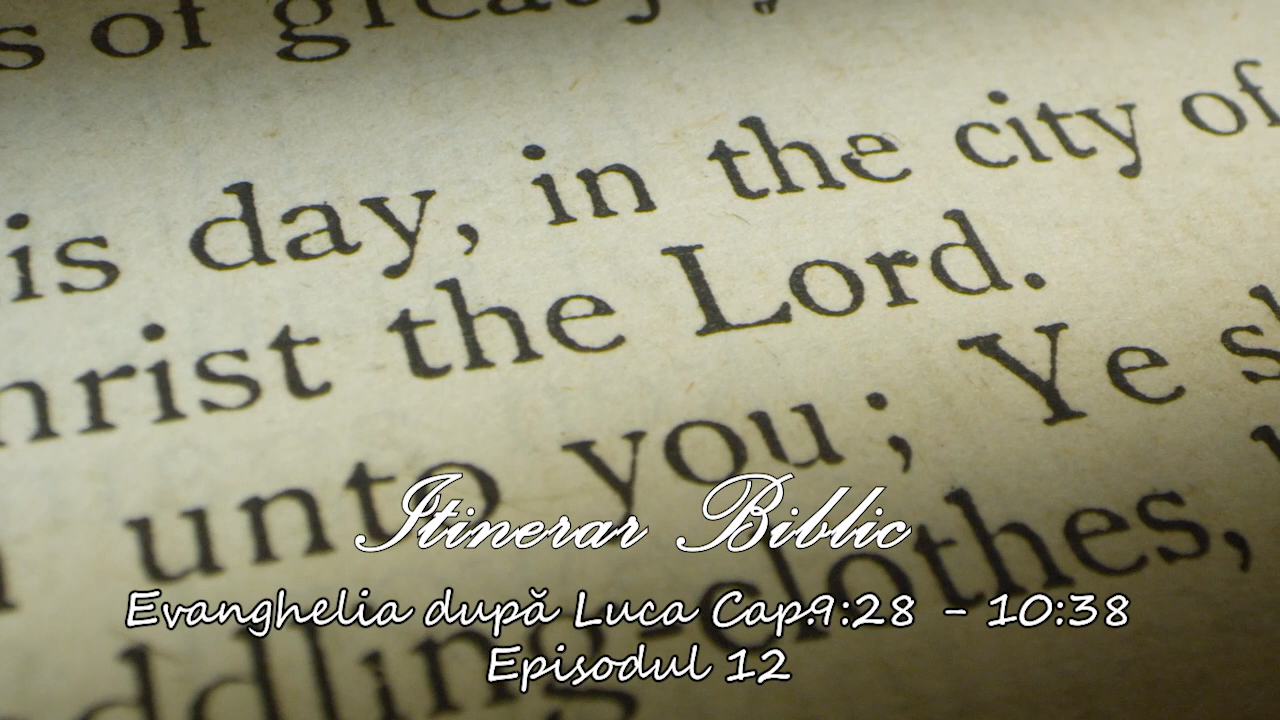 s of great
is day, in the city of
hrist the Lord.
unto you; Ye s
ddling-clothes,
Itinerar Biblic
Evanghelia după Luca Cap.9:28 - 10:38
Episodul 12